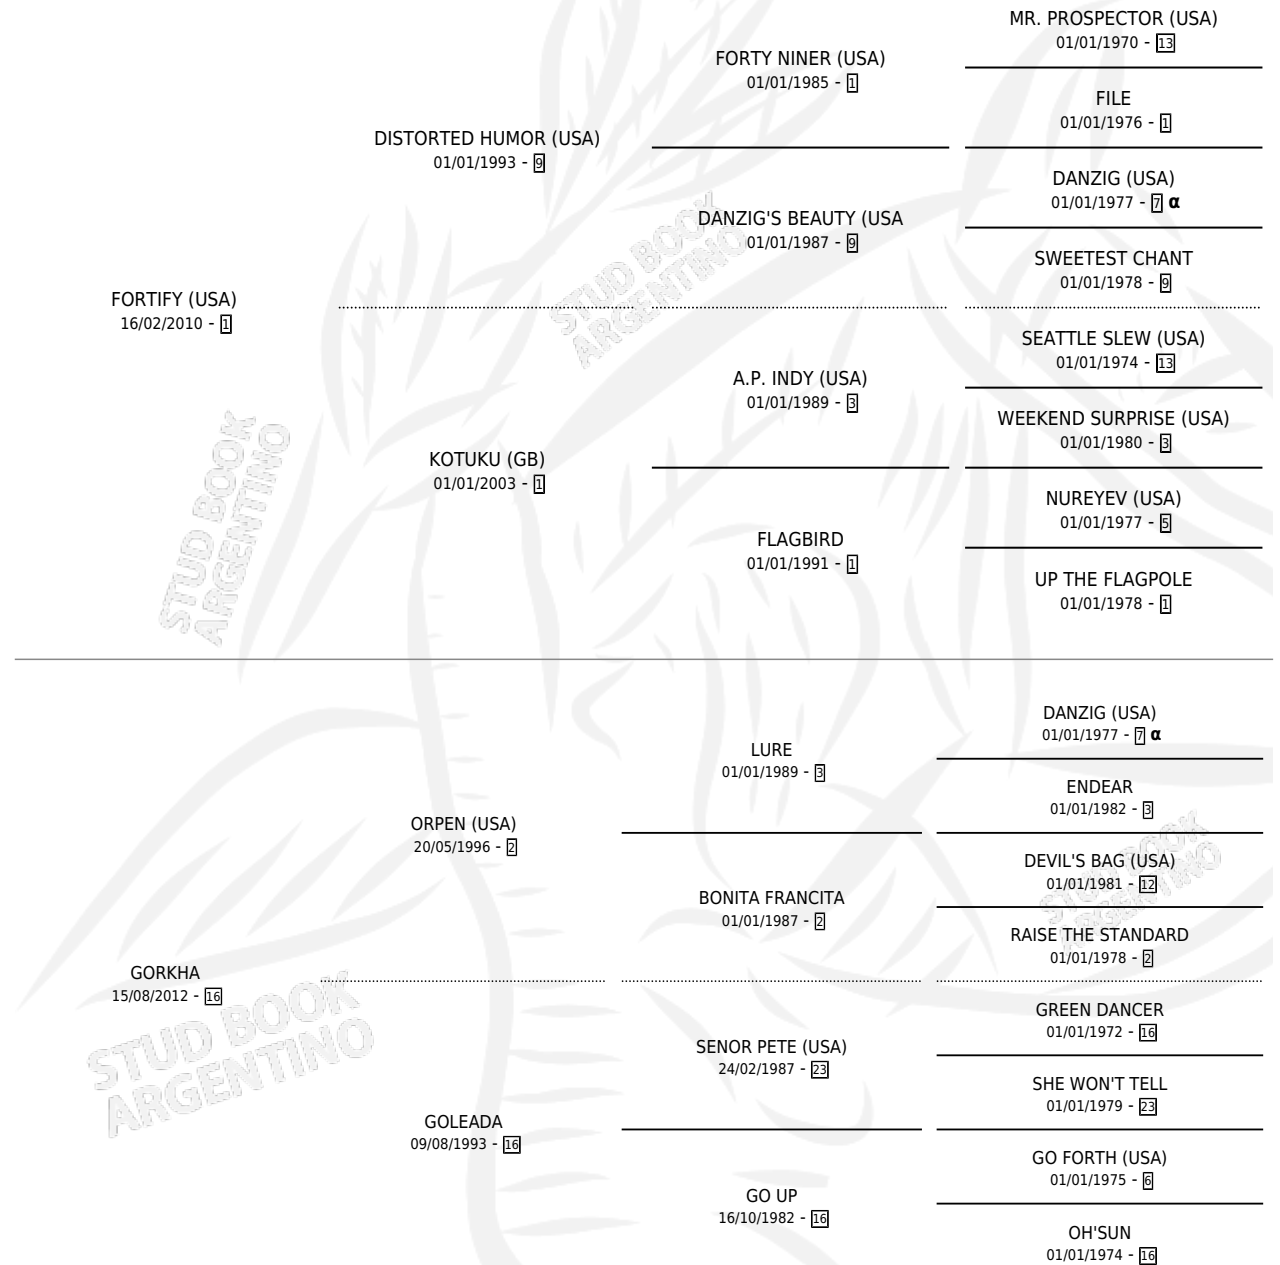 MR. PROSPECTOR (USA)
01/01/1970 - 13
FORTY NINER (USA)
01/01/1985 - 1
FILE
01/01/1976 - 1
DISTORTED HUMOR (USA)
01/01/1993 - 9
DANZIG (USA)
01/01/1977 - 7 α
DANZIG'S BEAUTY (USA
01/01/1987 - 9
SWEETEST CHANT
01/01/1978 - 9
FORTIFY (USA)
16/02/2010 - 1
SEATTLE SLEW (USA)
01/01/1974 - 13
A.P. INDY (USA)
01/01/1989 - 3
WEEKEND SURPRISE (USA)
01/01/1980 - 3
KOTUKU (GB)
01/01/2003 - 1
NUREYEV (USA)
01/01/1977 - 5
FLAGBIRD
01/01/1991 - 1
UP THE FLAGPOLE
01/01/1978 - 1
STUD BOOK
ARGENTINO
STUD BOOK
ARGENTINO
DANZIG (USA)
01/01/1977 - 7 α
LURE
01/01/1989 - 3
ENDEAR
01/01/1982 - 3
ORPEN (USA)
20/05/1996 - 2
DEVIL'S BAG (USA)
01/01/1981 - 12
BONITA FRANCITA
01/01/1987 - 2
RAISE THE STANDARD
01/01/1978 - 2
GORKHA
15/08/2012 - 16
GREEN DANCER
01/01/1972 - 16
SENOR PETE (USA)
24/02/1987 - 23
SHE WON'T TELL
01/01/1979 - 23
GOLEADA
09/08/1993 - 16
GO FORTH (USA)
01/01/1975 - 6
GO UP
16/10/1982 - 16
OH'SUN
01/01/1974 - 16
STUD BOOK
ARGENTINO
STUD BOOK
ARGENTINO